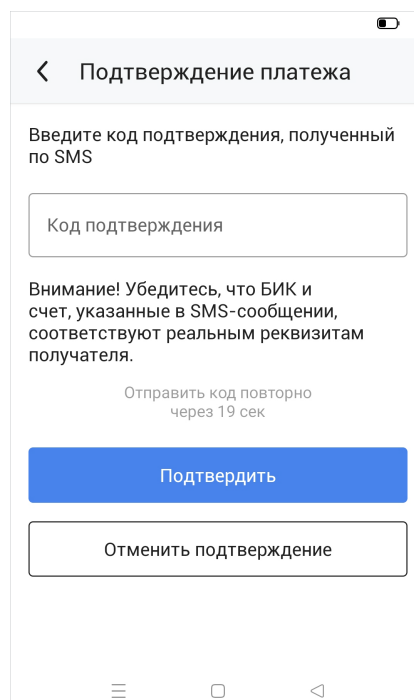 Подтверждение платежа
Введите код подтверждения, полученный
по SMS
Код подтверждения
Внимание! Убедитесь, что БИК и
счет, указанные в SMS-сообщении,
соответствуют реальным реквизитам
получателя.
Отправить код повторно
через 19 сек
Подтвердить
Отменить подтверждение